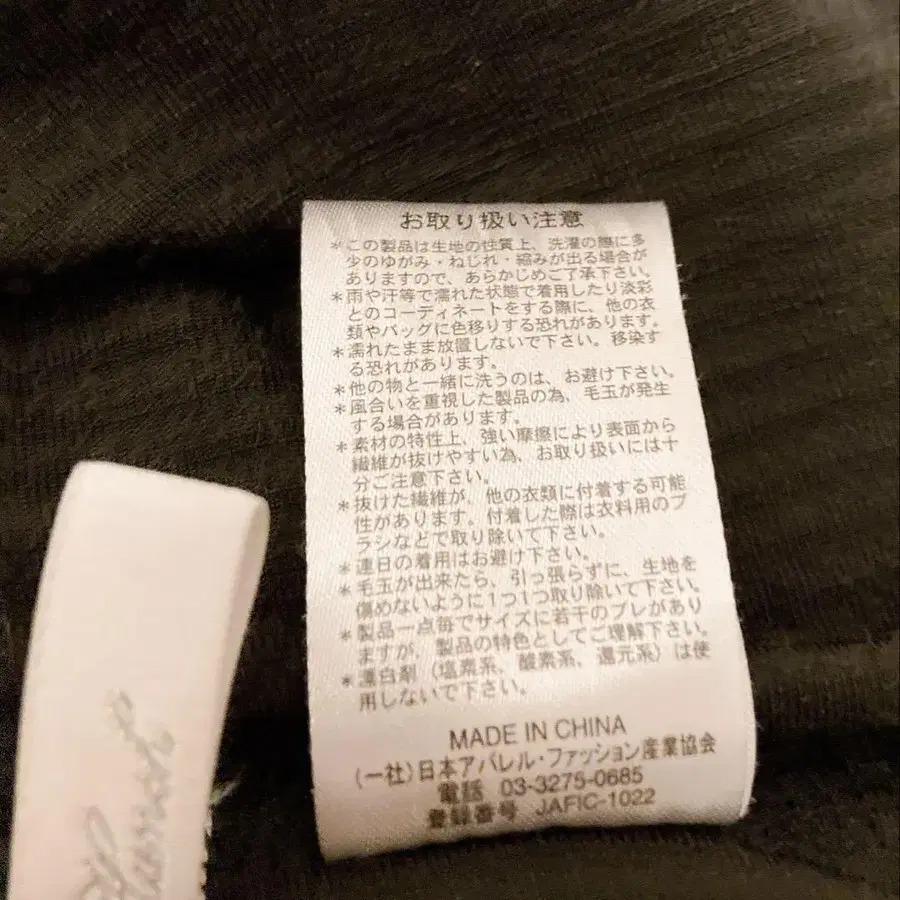 お取り扱い注意
*この製品は生地の性質上、洗濯の際に多
少のゆがみ・ねじれ・縮みが出る場合が
ありますので、あらかじめご了承下さい。
*雨や汗等で濡れた状態で着用したり淡彩
とのコーディネートをする際に、他の衣
類やバッグに色移りする恐れがあります。
*濡れたまま放置しないで下さい。移染す
る恐れがあります。
*他の物と一緒に洗うのは、お避け下さい。
*風合いを重視した製品の為、毛玉が発生
する場合があります。
*素材の特性上、強い摩擦により表面から
繊維が抜けやすい為、お取り扱いには十
分ご注意下さい。
*抜けた繊維が、他の衣類に付着する可能
性があります。付着した際は衣料用のブ
ラシなどで取り除いて下さい。
*連日の着用はお避け下さい。
*毛玉が出来たら、引っ張らずに、生地を
傷めないように1つ1つ取り除いて下さい。
*製品一点毎でサイズに若干のブレがあり
ますが、製品の特色としてご理解下さい。
*漂白剤（塩素系、酸素系、還元系）は使
用しないで下さい。
MADE IN CHINA
(一社)日本アパレル・ファッション産業協会
電話 03-3275-0685
登録番号 JAFIC-1022